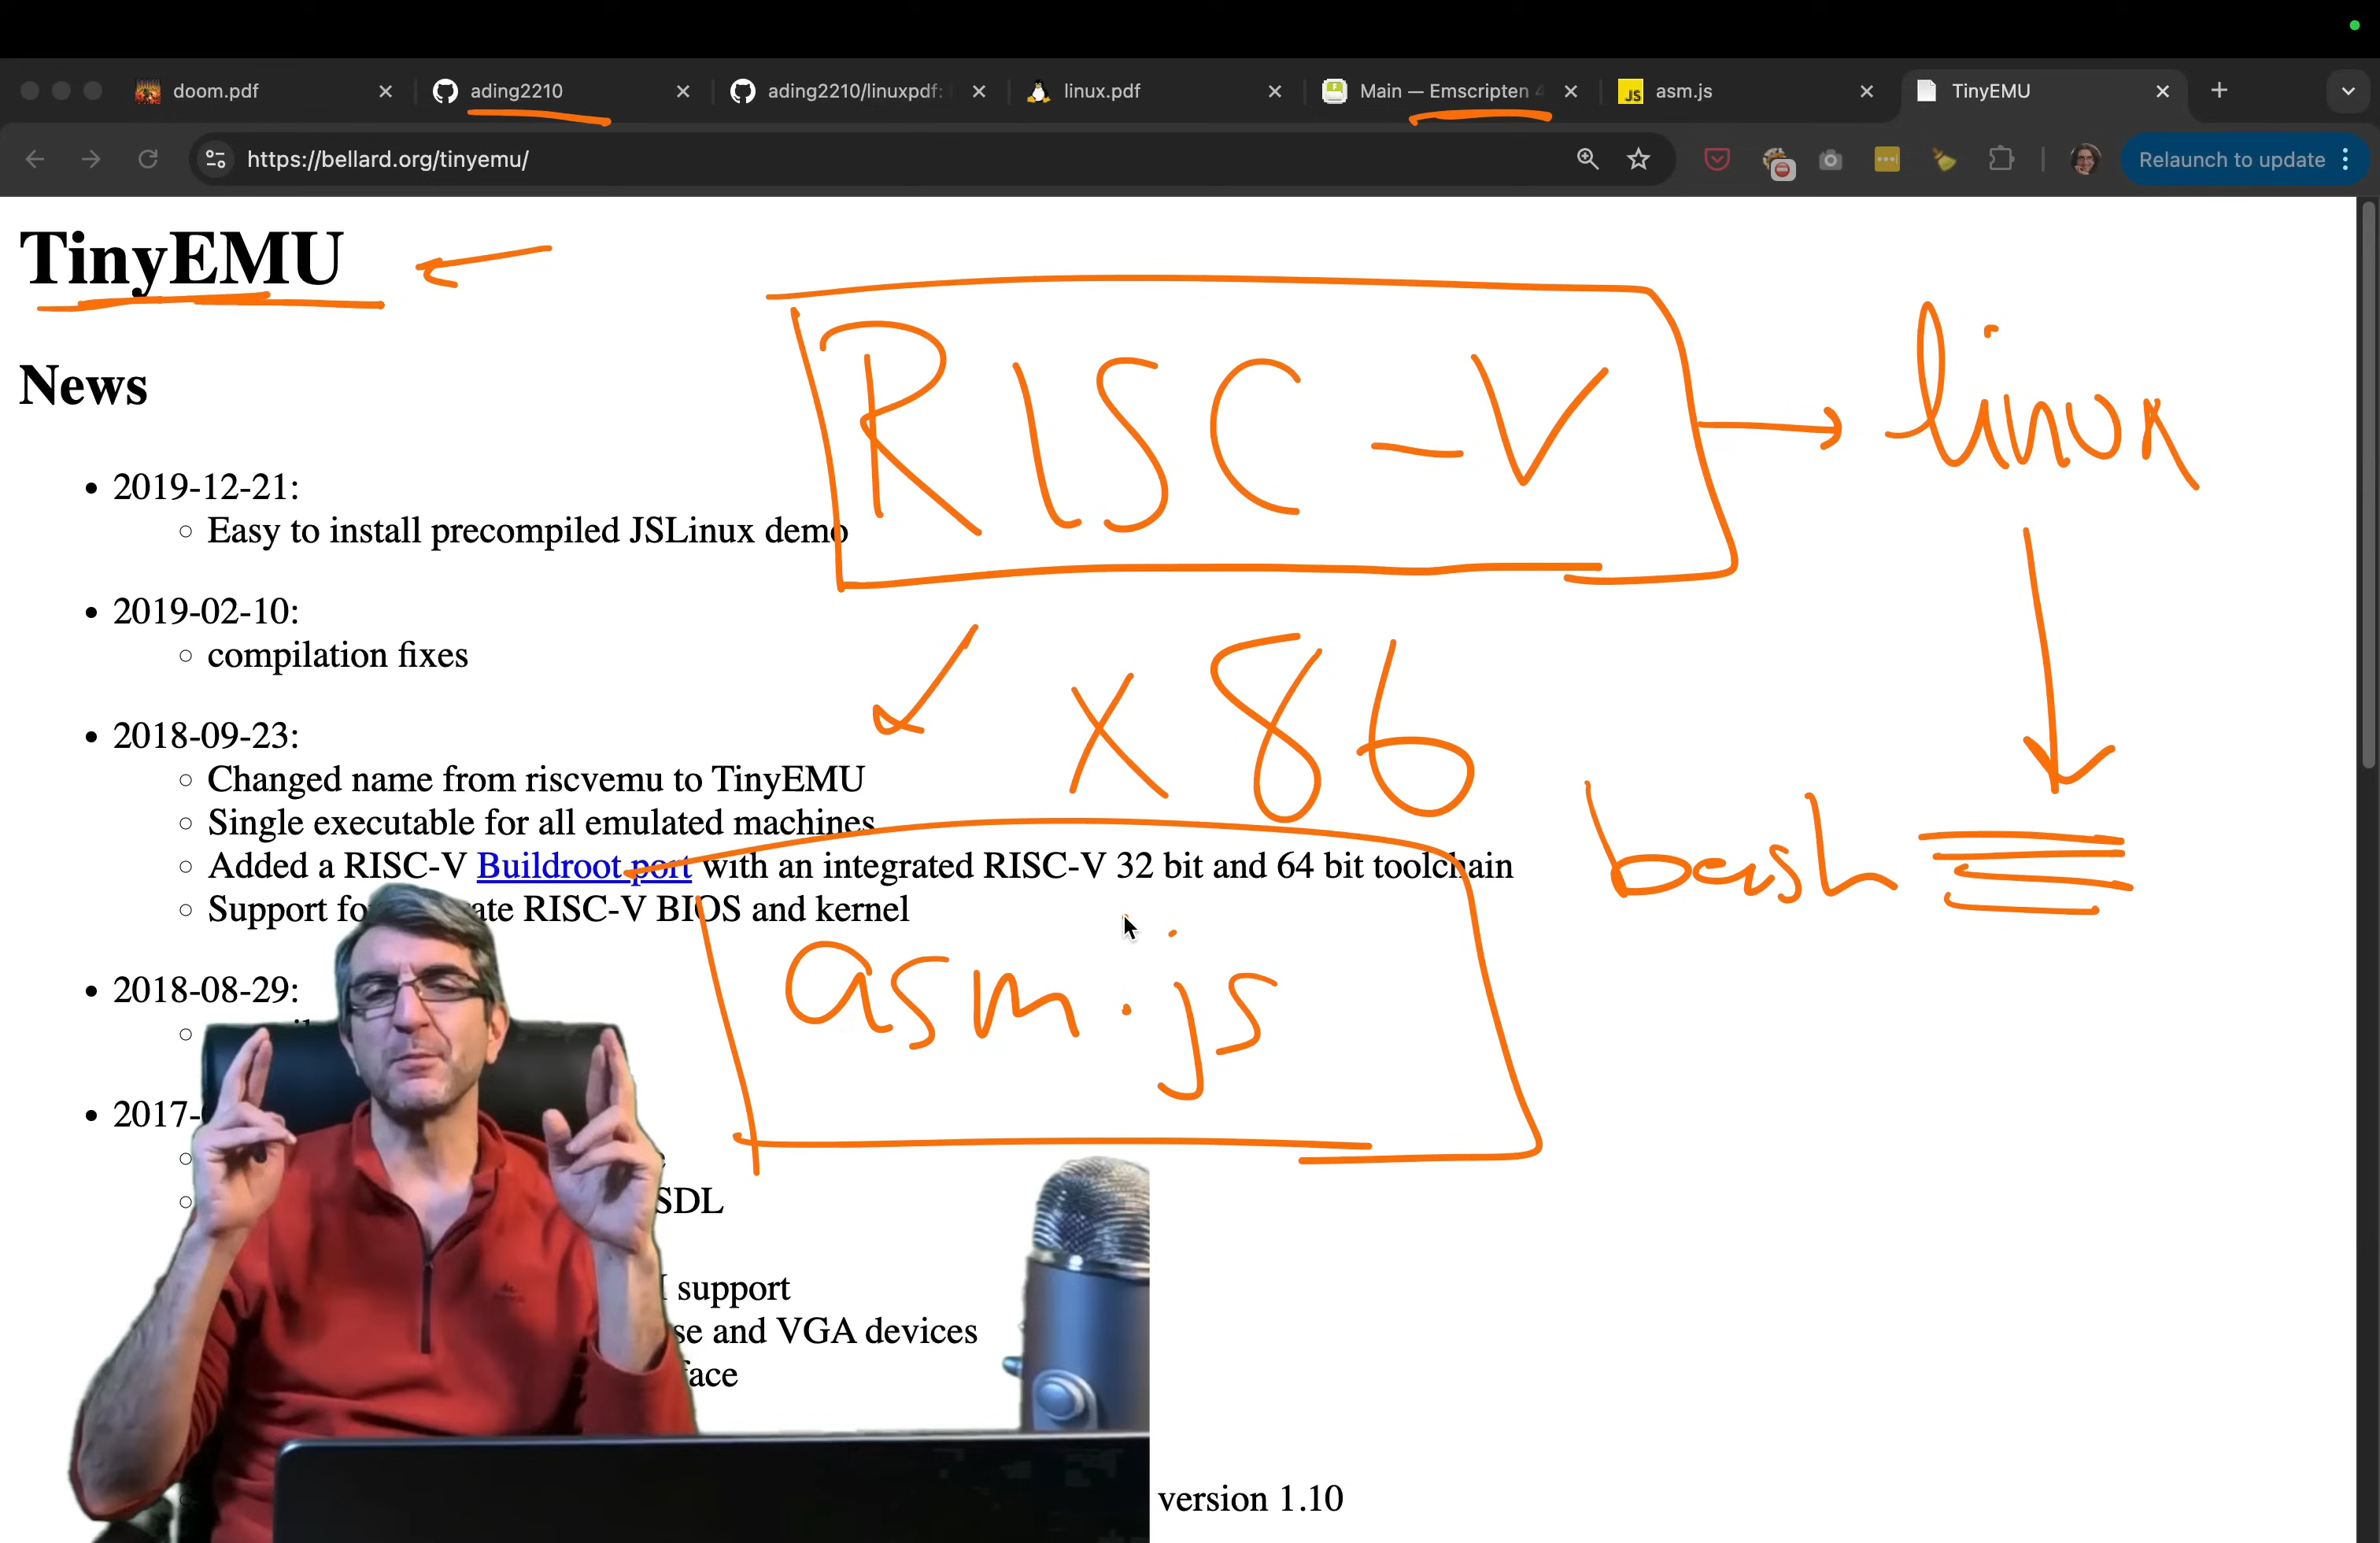 doom.pdf
ading2210
ading2210/linuxpdf:
linux.pdf
Main — Emscripten 4
asm.js
TinyEMU
https://bellard.org/tinyemu/
Relaunch to update
TinyEMU
News
RISC-V
linux
2019-12-21:
Easy to install precompiled JSLinux demo
2019-02-10:
compilation fixes
x86
2018-09-23:
Changed name from riscvemu to TinyEMU
Single executable for all emulated machines
Added a RISC-V Buildroot port with an integrated RISC-V 32 bit and 64 bit toolchain
bash
Support fo ate RISC-V BIOS and kernel
2018-08-29:
asm.js
2017-
SDL
support
se and VGA devices
face
version 1.10